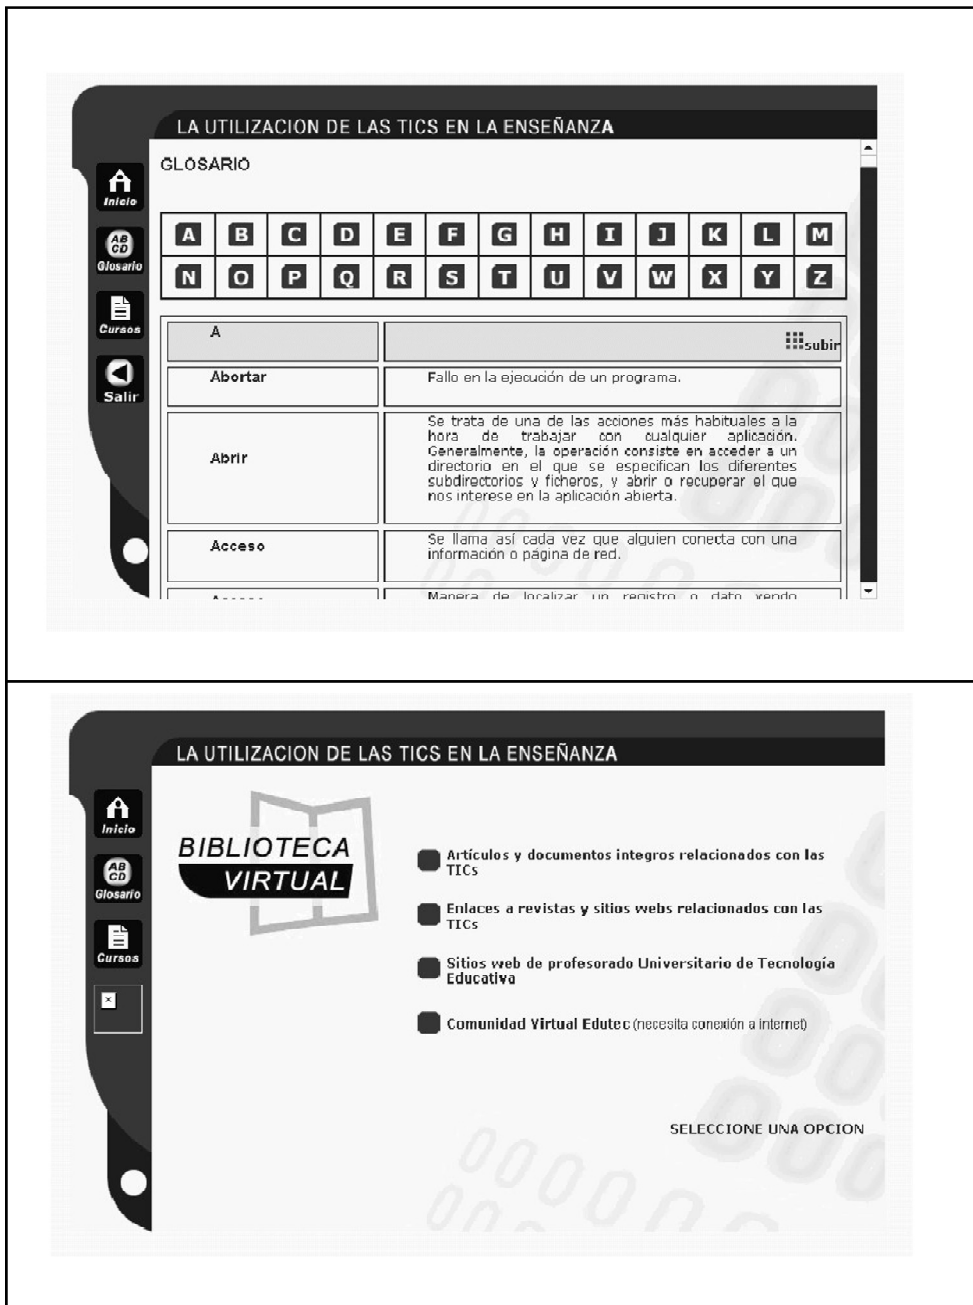 LA UTILIZACION DE LAS TICS EN LA ENSEÑANZA
GLOSARIO
Inicio
AB
CD
Glosario
Cursos
Salir
A B C D E F G H I J K L M
N O P Q R S T U V W X Y Z
A
subir
Abortar
Fallo en la ejecución de un programa.
Abrir
Se trata de una de las acciones más habituales a la
hora de trabajar con cualquier aplicación.
Generalmente, la operación consiste en acceder a un
directorio en el que se especifican los diferentes
subdirectorios y ficheros, y abrir o recuperar el que
nos interese en la aplicación abierta.
Acceso
Se llama así cada vez que alguien conecta con una
información o página de red.
Manera de localizar un registro o dato
LA UTILIZACION DE LAS TICS EN LA ENSEÑANZA
Inicio
AB
CD
Glosario
Cursos
BIBLIOTECA
VIRTUAL
Artículos y documentos integros relacionados con las
TICs
Enlaces a revistas y sitios webs relacionados con las
TICs
Sitios web de profesorado Universitario de Tecnología
Educativa
Comunidad Virtual Edutec (necesita conexión a internet)
SELECCIONE UNA OPCION